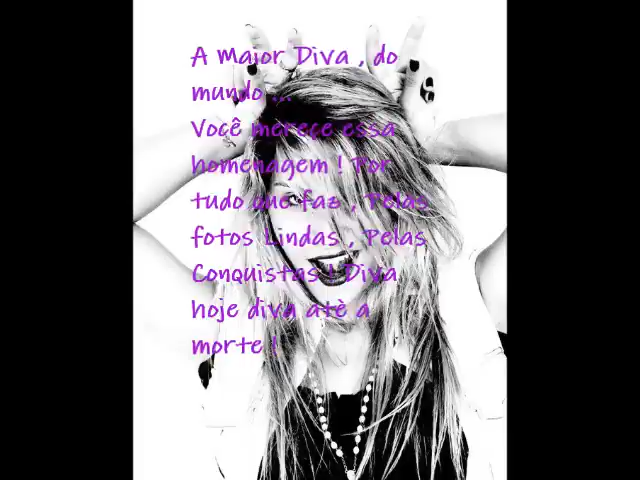 A Maior Diva , do
mundo ...
Você merece essa
homenagem ! Por
tudo que faz , Pelas
fotos Lindas , Pelas
Conquistas ! Diva
hoje diva atè a
morte !